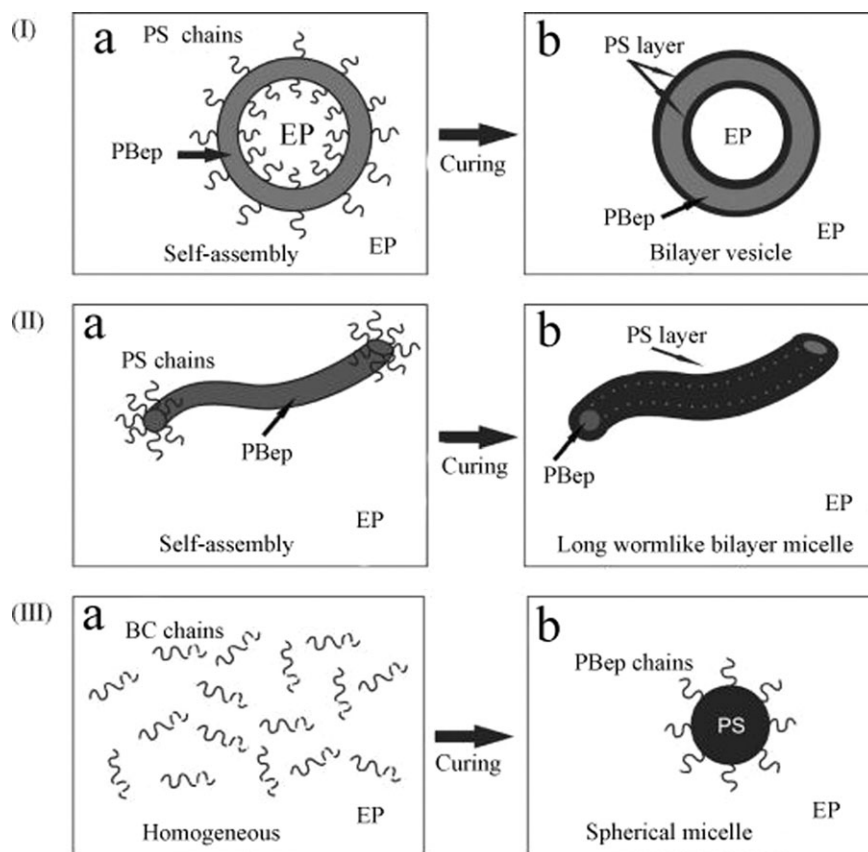 (I)
a
PS chains
EP
PBep
EP
Self-assembly
Curing
b
PS layer
EP
PBep
EP
Bilayer vesicle
(II)
a
PS chains
PBep
EP
Self-assembly
Curing
b
PS layer
PBep
EP
Long wormlike bilayer micelle
(III)
a
BC chains
EP
Homogeneous
Curing
b
PBep chains
PS
EP
Spherical micelle